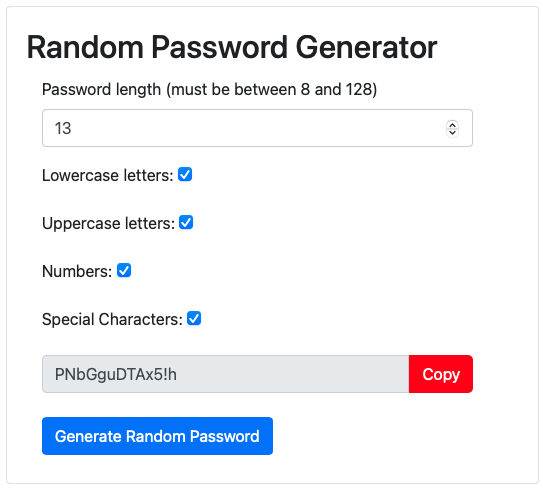 Random Password Generator
Password length (must be between 8 and 128)
13
Lowercase letters:
Uppercase letters:
Numbers:
Special Characters:
PNbGguDTAx5!h
Copy
Generate Random Password